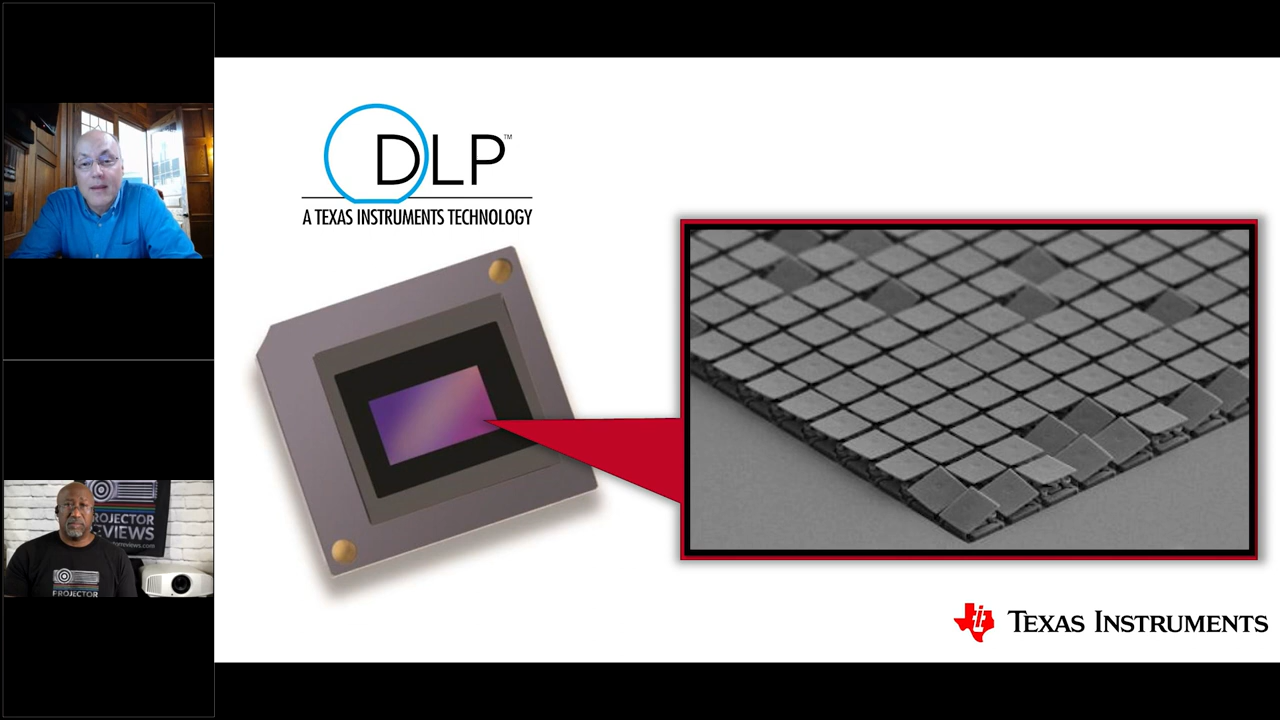 DLP™
A TEXAS INSTRUMENTS TECHNOLOGY
PROJECTOR
REVIEWS
PROJECTOR
TEXAS INSTRUMENTS